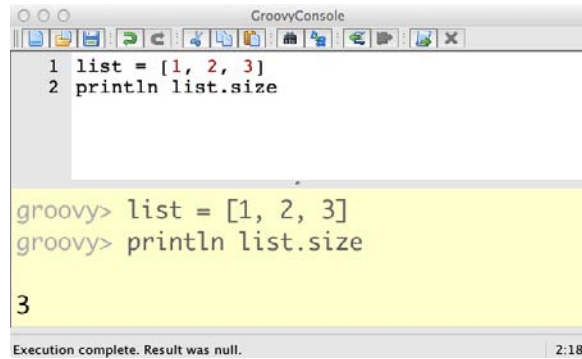 GroovyConsole
1 list = [1, 2, 3]
2 println list.size
groovy> list = [1, 2, 3]
groovy> println list.size
3
Execution complete. Result was null.
2:18